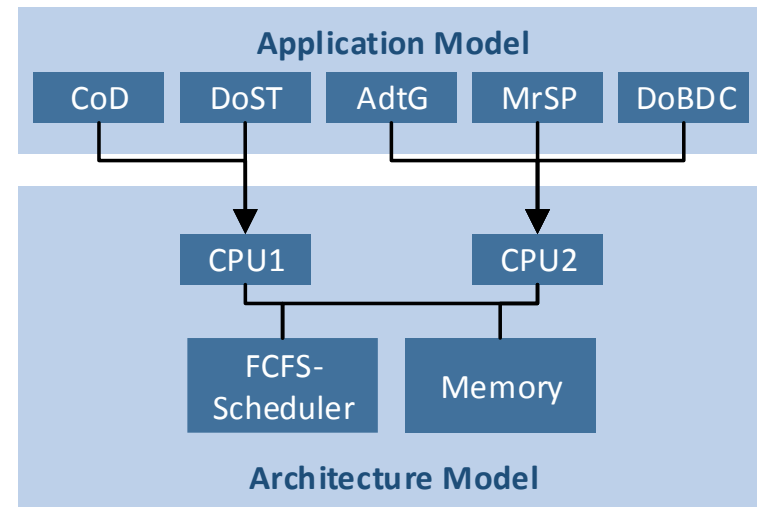 Application Model
CoD DoST AdtG MrSP DoBDC
CPU1 CPU2
FCFS-
Scheduler
Memory
Architecture Model